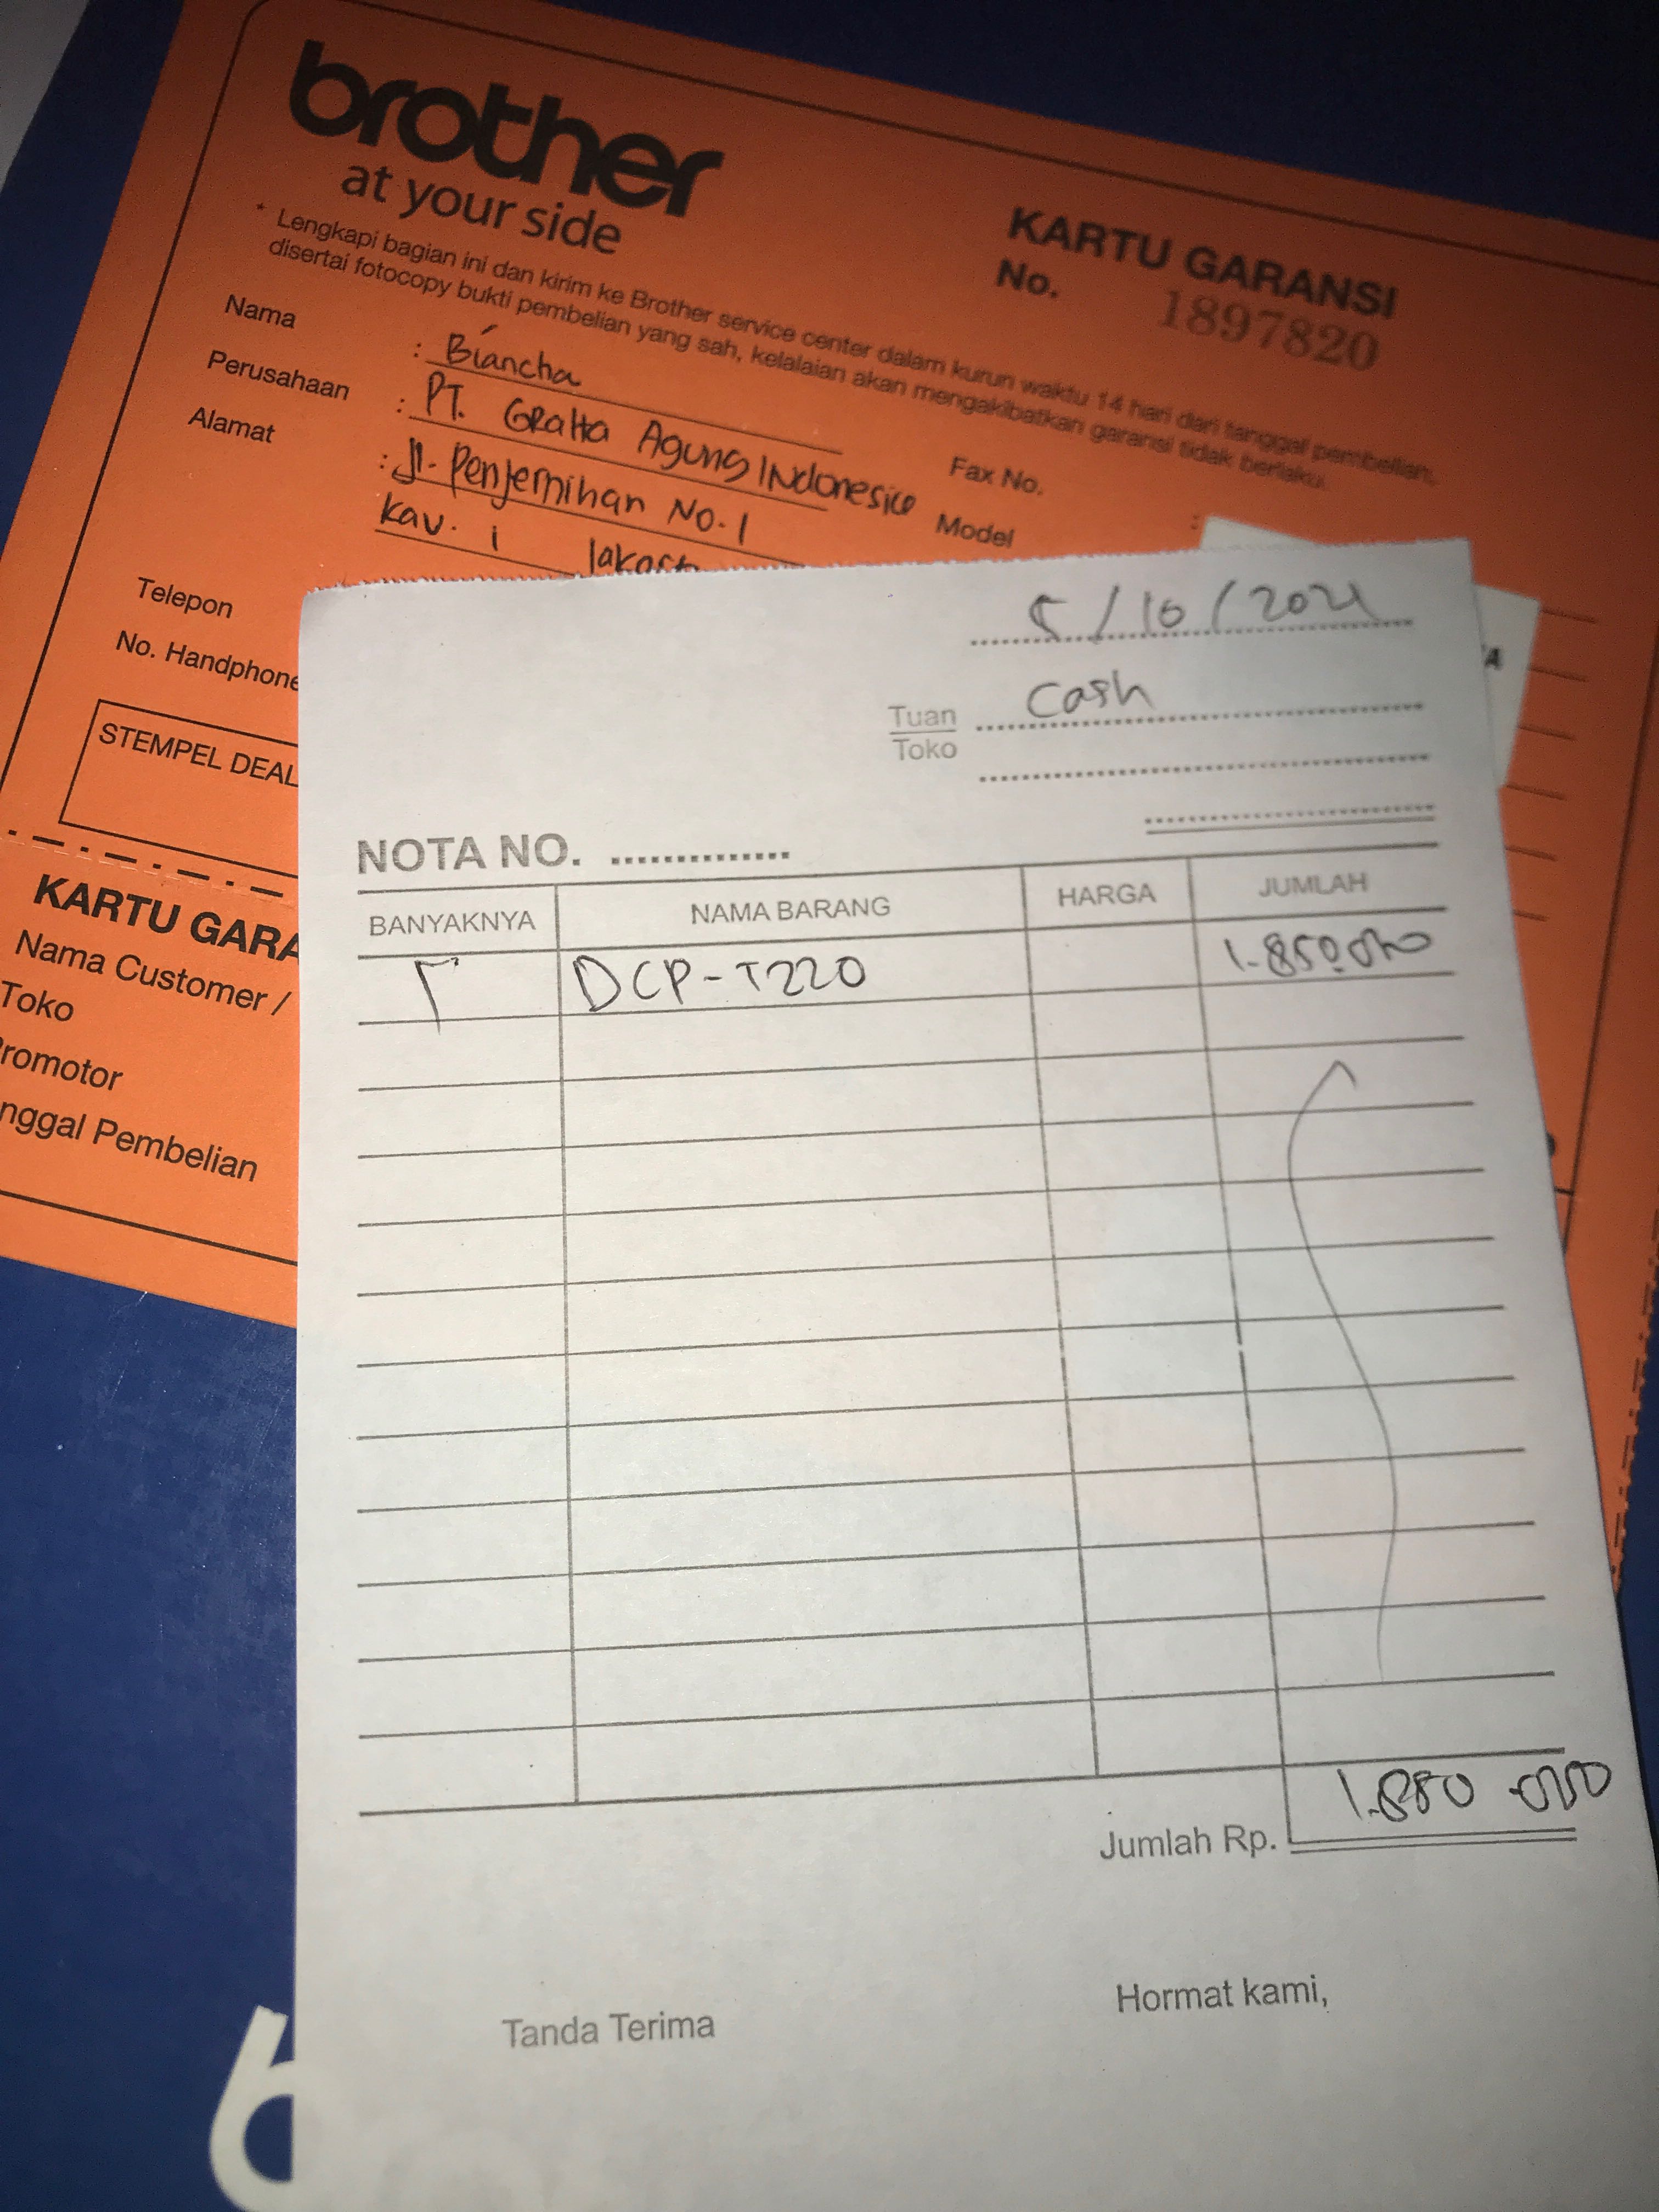 brother
at your side
* Lengkapi bagian ini dan kirim ke Brother service center dalam kurun waktu 14 hari dari tanggal pembelian,
disertai fotocopy bukti pembelian yang sah, kelalaian akan mengakibatkan garansi tidak berlaku.
KARTU GARANSI
No. 1897820
Nama : Biancha
Perusahaan : PT. GRaHa Agung INdonesia
Alamat : Jl. Penjernihan No. 1
Kav. 1
Fax No.
Model :
Telepon
No. Handphone
STEMPEL DEAL
KARTU GARA
Nama Customer /
Toko
romotor
nggal Pembelian
5/10/2021
Tuan Cash
Toko
NOTA NO. ..............
BANYAKNYA NAMA BARANG HARGA JUMLAH
1 DCP-T220 1.850.000
Jumlah Rp. 1.850.000
Tanda Terima Hormat kami,